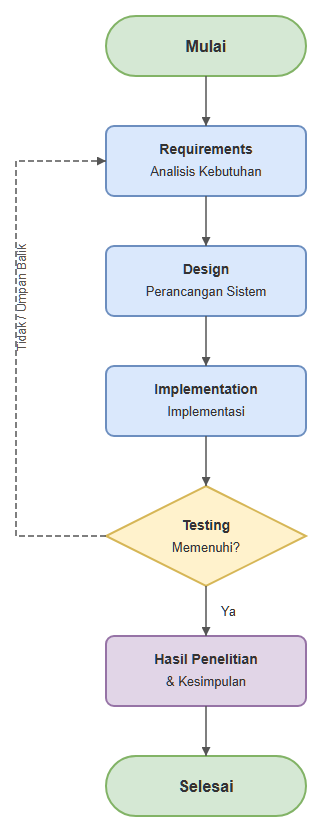 Mulai
Requirements
Analisis Kebutuhan
Design
Perancangan Sistem
Tidak / Umpan Balik
Implementation
Implementasi
Testing
Memenuhi?
Ya
Hasil Penelitian
& Kesimpulan
Selesai